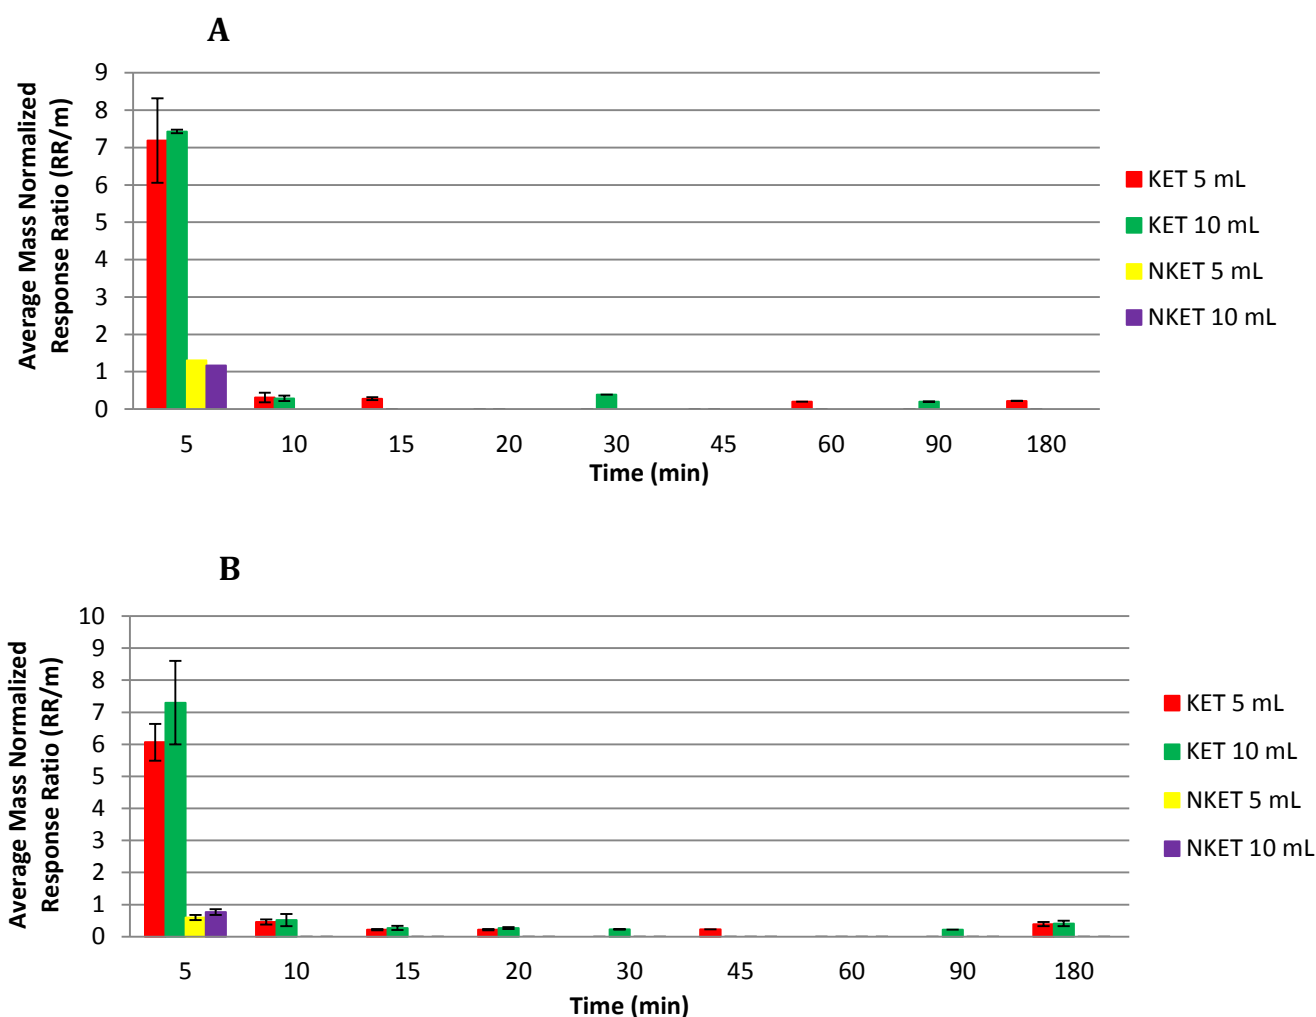 A
Average Mass Normalized
Response Ratio (RR/m)
9
8
7
6
5
4
3
2
1
0
5 10 15 20 30 45 60 90 180
Time (min)
KET 5 mL
KET 10 mL
NKET 5 mL
NKET 10 mL
B
Average Mass Normalized
Response Ratio (RR/m)
10
9
8
7
6
5
4
3
2
1
0
5 10 15 20 30 45 60 90 180
Time (min)
KET 5 mL
KET 10 mL
NKET 5 mL
NKET 10 mL